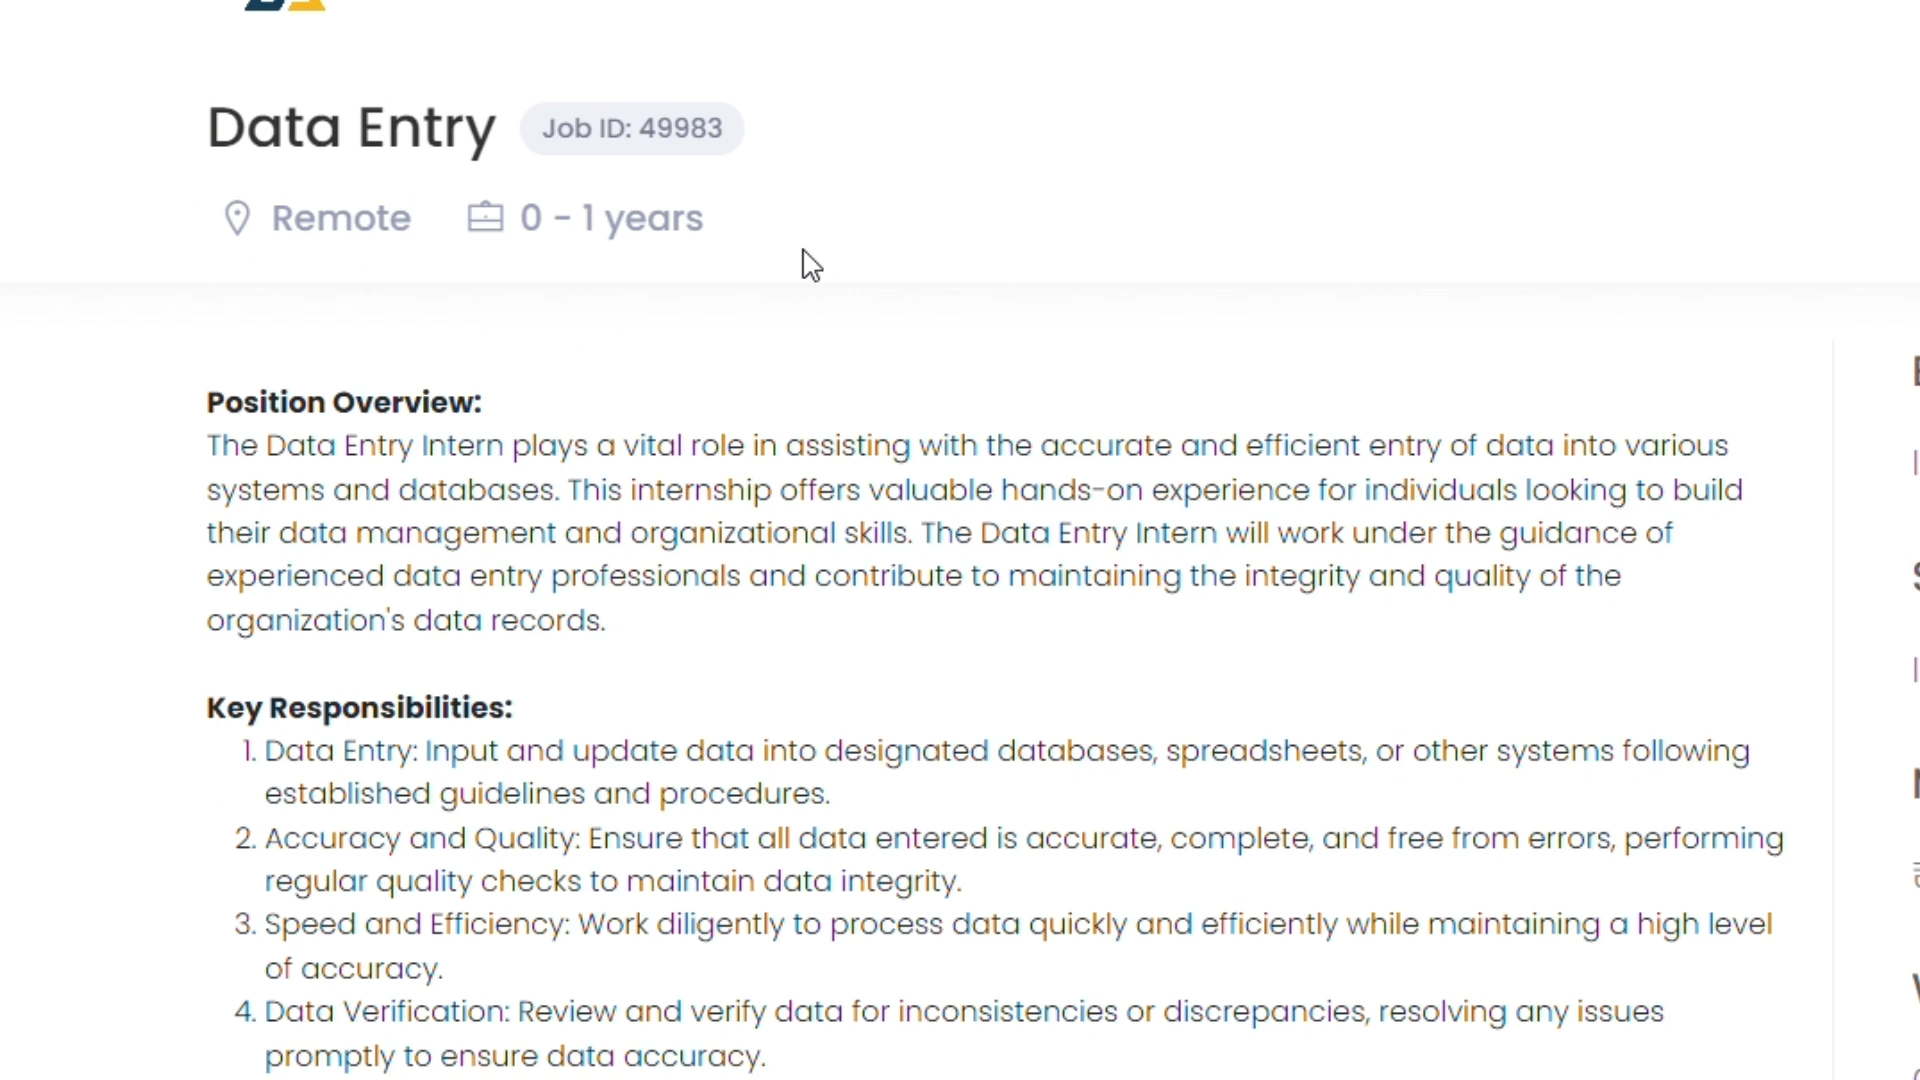 Data Entry Job ID: 49983
Remote 0 - 1 years
Position Overview:
The Data Entry Intern plays a vital role in assisting with the accurate and efficient entry of data into various
systems and databases. This internship offers valuable hands-on experience for individuals looking to build
their data management and organizational skills. The Data Entry Intern will work under the guidance of
experienced data entry professionals and contribute to maintaining the integrity and quality of the
organization's data records.
Key Responsibilities:
1. Data Entry: Input and update data into designated databases, spreadsheets, or other systems following
established guidelines and procedures.
2. Accuracy and Quality: Ensure that all data entered is accurate, complete, and free from errors, performing
regular quality checks to maintain data integrity.
3. Speed and Efficiency: Work diligently to process data quickly and efficiently while maintaining a high level
of accuracy.
4. Data Verification: Review and verify data for inconsistencies or discrepancies, resolving any issues
promptly to ensure data accuracy.